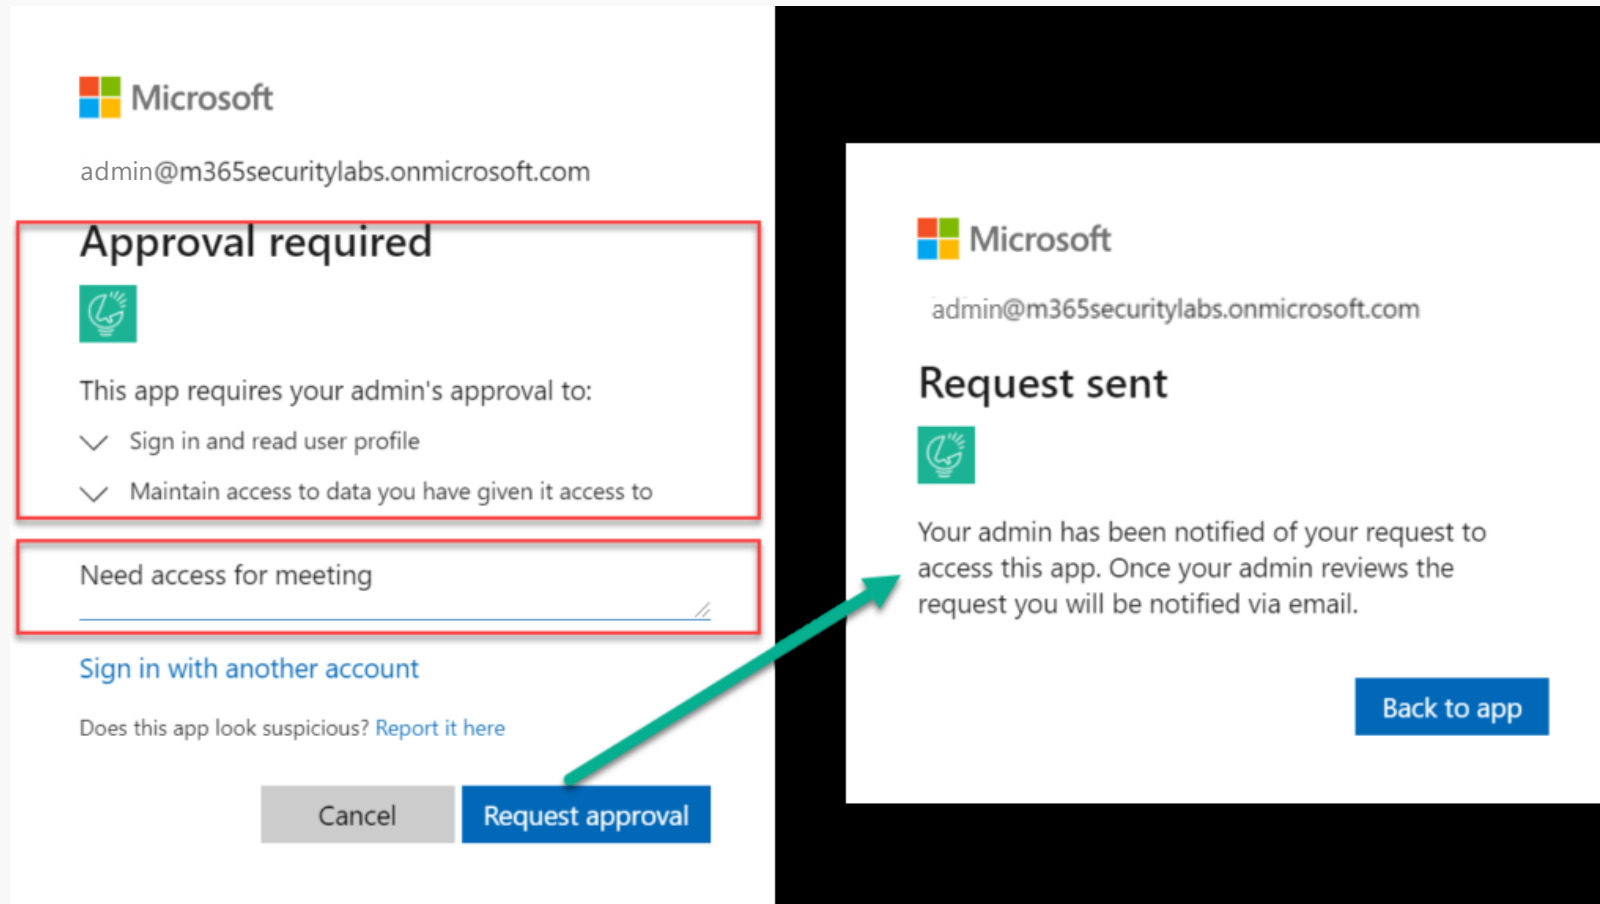 Microsoft
admin@m365securitylabs.onmicrosoft.com
Approval required
This app requires your admin's approval to:
Sign in and read user profile
Maintain access to data you have given it access to
Need access for meeting
Sign in with another account
Does this app look suspicious? Report it here
Cancel
Request approval
Microsoft
admin@m365securitylabs.onmicrosoft.com
Request sent
Your admin has been notified of your request to
access this app. Once your admin reviews the
request you will be notified via email.
Back to app